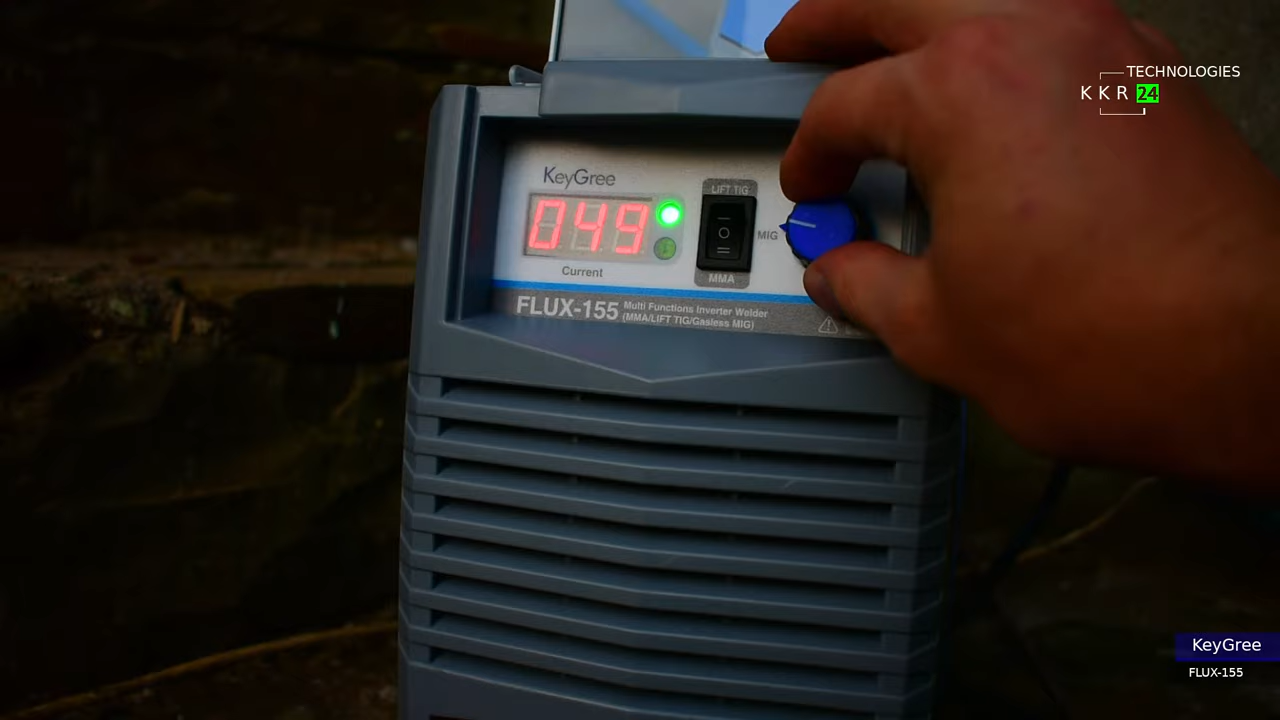 TECHNOLOGIES
KKR 24
KeyGree
049
Current
LIFT TIG
MIG
MMA
FLUX-155 Multi Functions Inverter Welder
(MMA/LIFT TIG/Gasless MIG)
KeyGree
FLUX-155